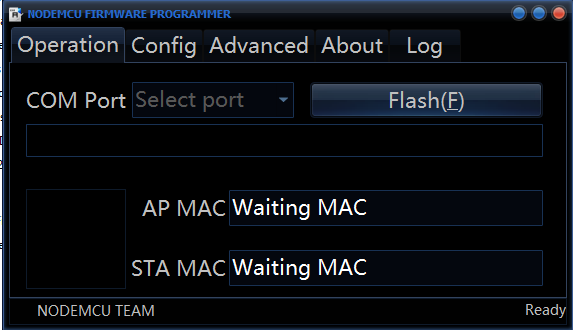 NODEMCU FIRMWARE PROGRAMMER
Operation Config Advanced About Log
COM Port Select port Flash(F)
AP MAC Waiting MAC
STA MAC Waiting MAC
NODEMCU TEAM Ready